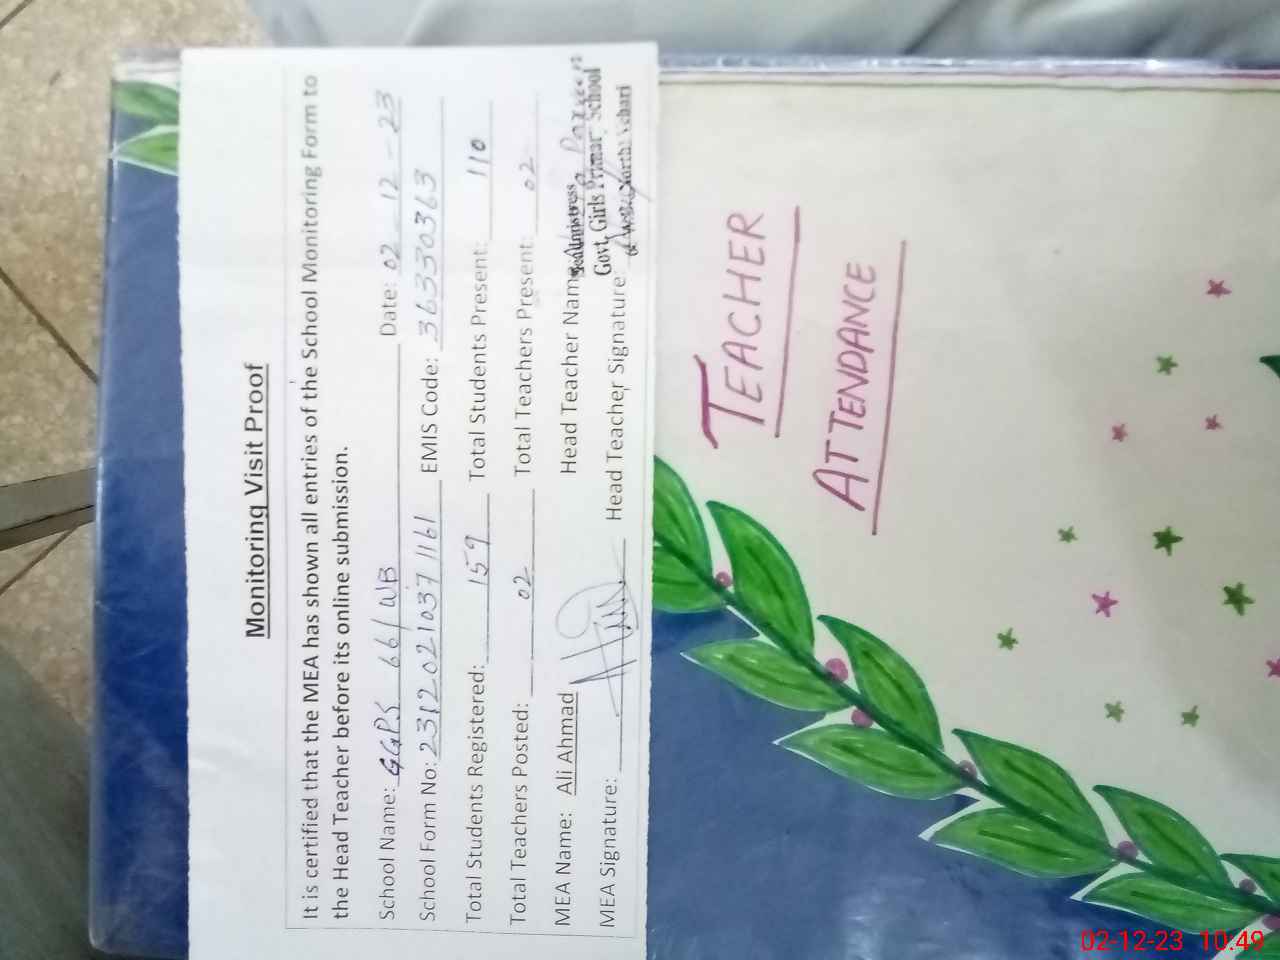 Monitoring Visit Proof
It is certified that the MEA has shown all entries of the School Monitoring Form to
the Head Teacher before its online submission.
School Name: GGPS 66/WB Date: 02-12-23
School Form No: 23120210371161 EMIS Code: 36330363
Total Students Registered: 159 Total Students Present: 110
Total Teachers Posted: 02 Total Teachers Present: 02
MEA Name: Ali Ahmad Head Teacher Name: Parveen
Headmistress
Govt. Girls Primary School
MEA Signature: Head Teacher Signature:
Vehari
TEACHER
ATTENDANCE
02-12-23 10:49